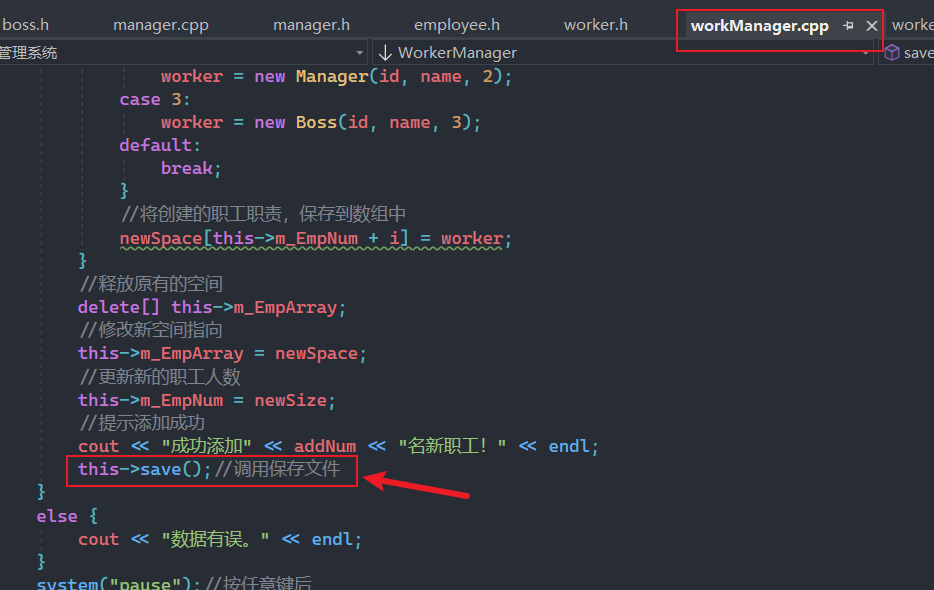 boss.h manager.cpp manager.h employee.h worker.h workManager.cpp worke
管理系统 WorkerManager save
worker = new Manager(id, name, 2);
case 3:
worker = new Boss(id, name, 3);
default:
break;
}
//将创建的职工职责，保存到数组中
newSpace[this->m_EmpNum + i] = worker;
}
//释放原有的空间
delete[] this->m_EmpArray;
//修改新空间指向
this->m_EmpArray = newSpace;
//更新新的职工人数
this->m_EmpNum = newSize;
//提示添加成功
cout << "成功添加" << addNum << "名新职工！" << endl;
this->save();//调用保存文件
}
else {
cout << "数据有误。" << endl;
}
system("pause");//按任意键后